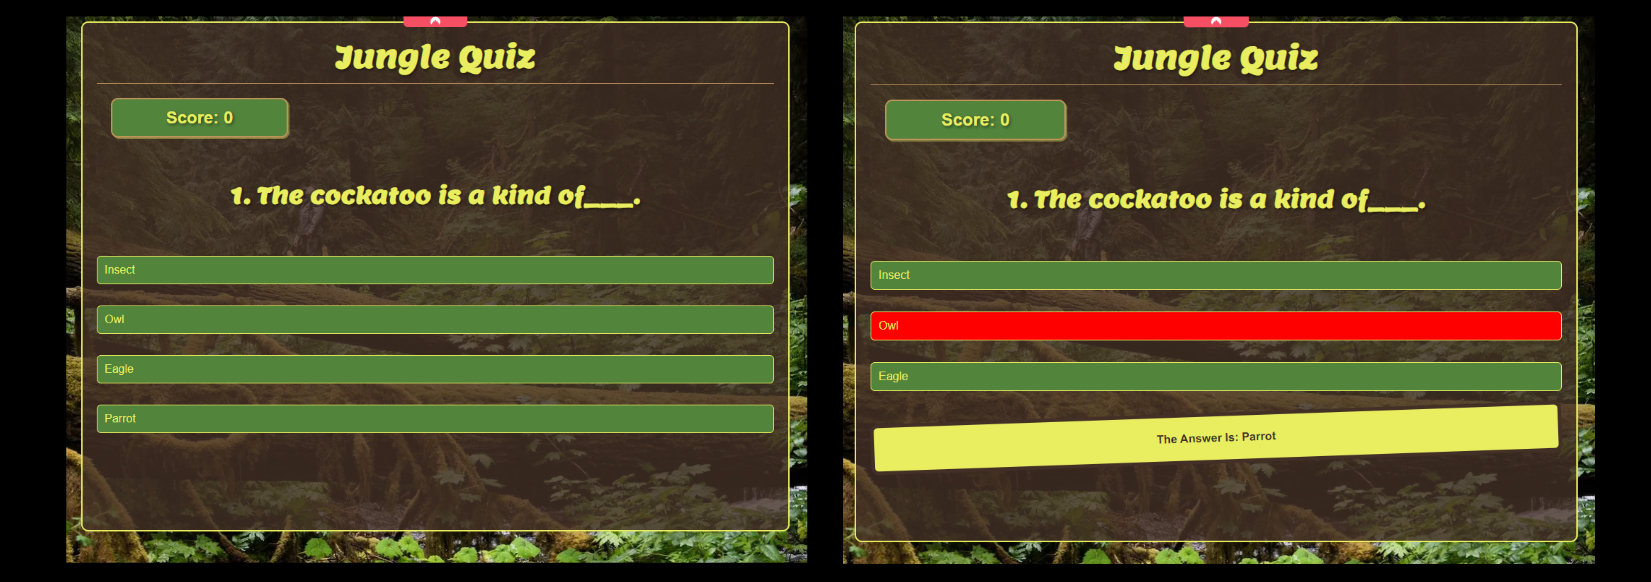 Jungle Quiz
Score: 0
1. The cockatoo is a kind of___.
Insect
Owl
Eagle
Parrot
Jungle Quiz
Score: 0
1. The cockatoo is a kind of___.
Insect
Owl
Eagle
The Answer Is: Parrot